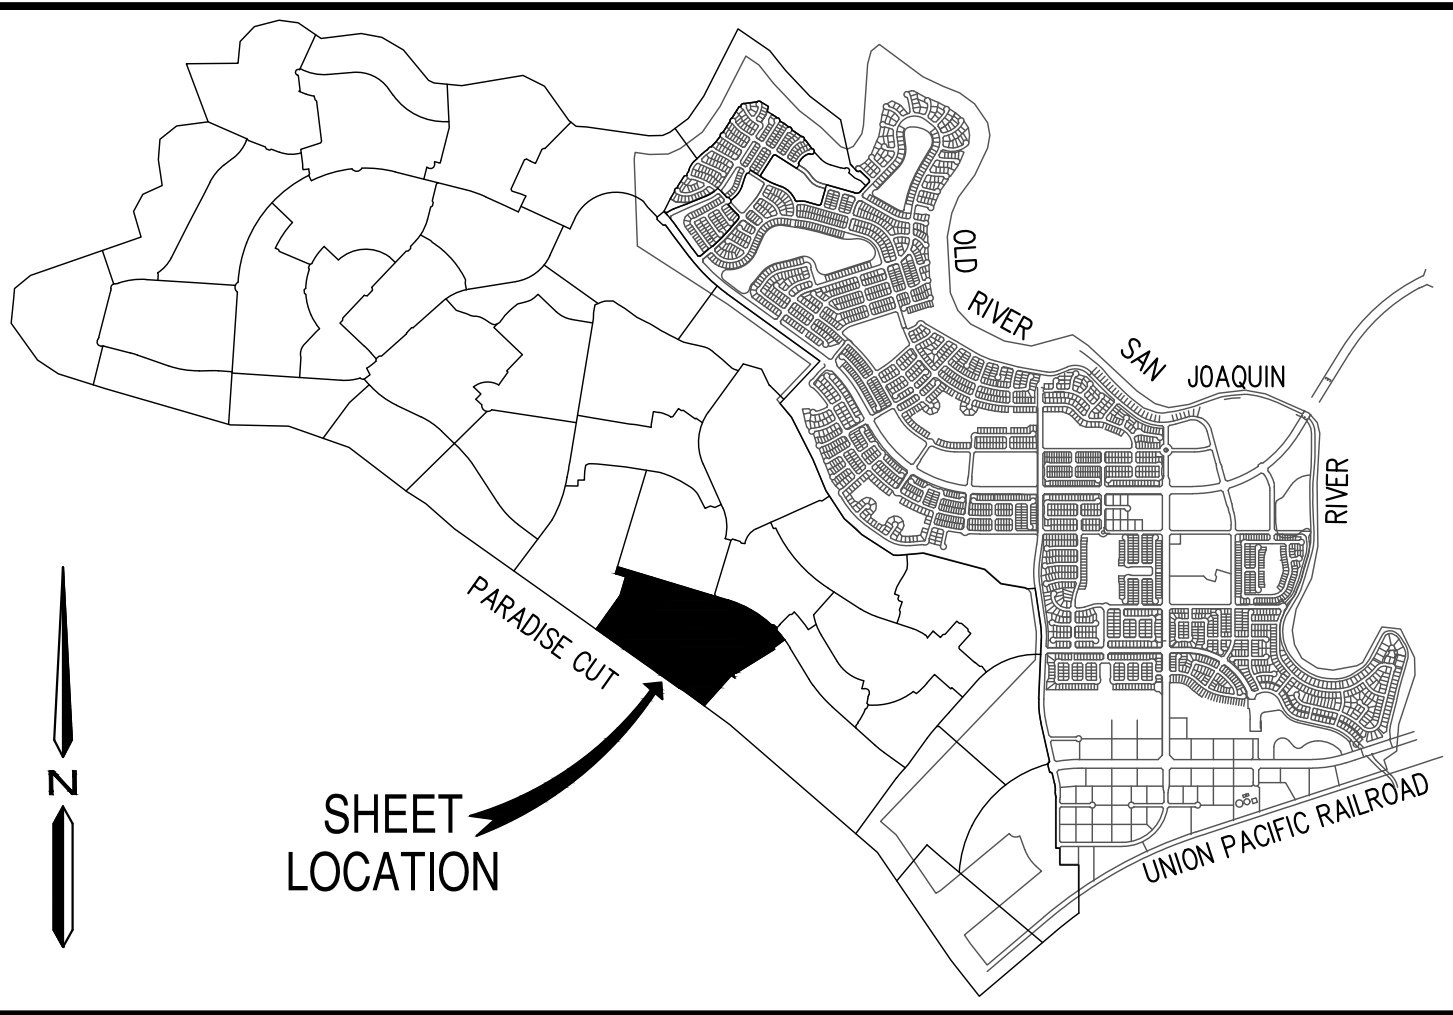 OLD
RIVER
SAN
JOAQUIN
RIVER
PARADISE CUT
N
SHEET
LOCATION
UNION PACIFIC RAILROAD